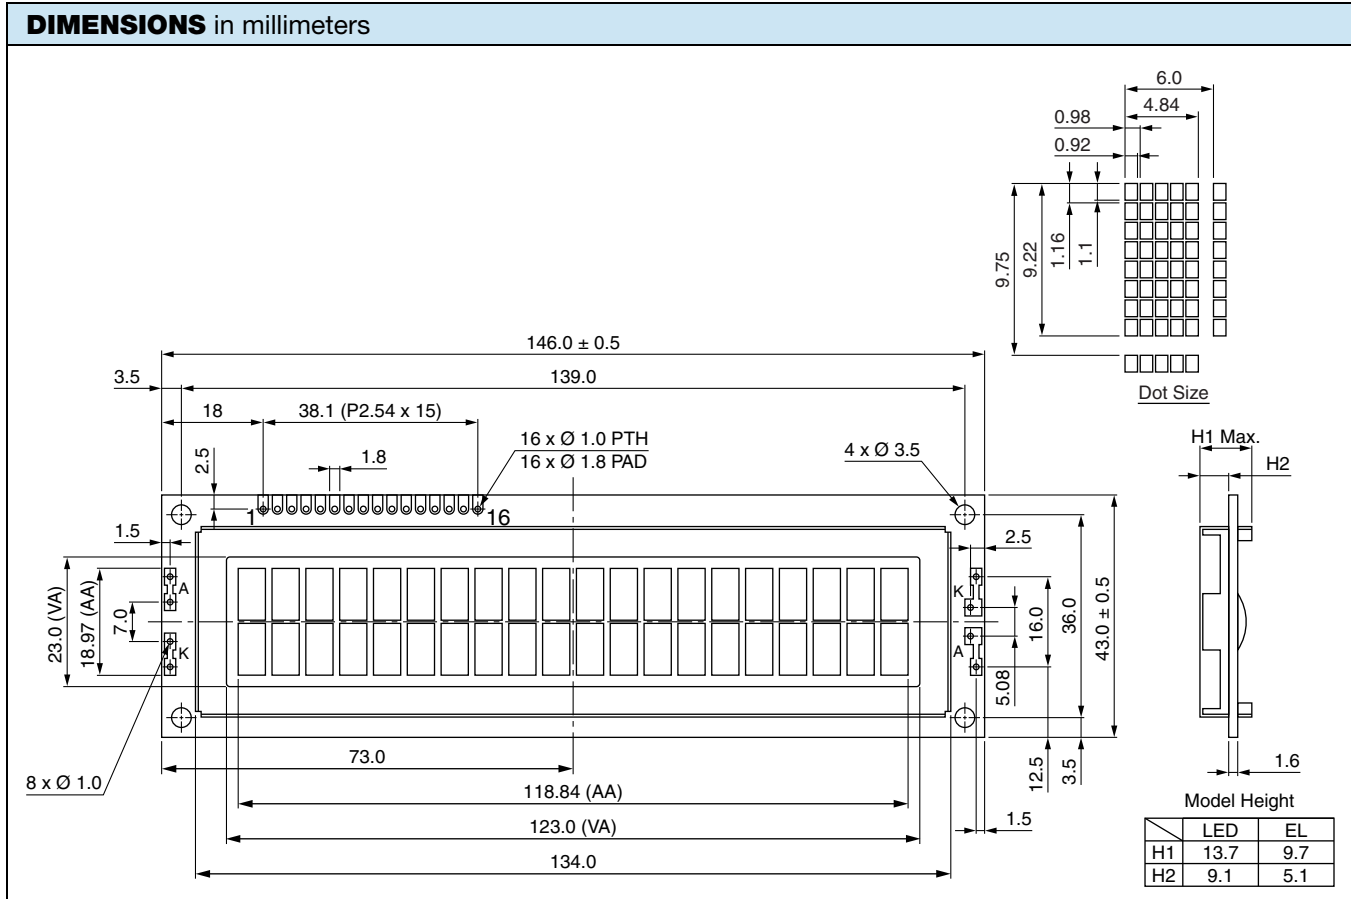 DIMENSIONS in millimeters
6.0
4.84
0.98
0.92
9.75
9.22
1.16
1.1
Dot Size
146.0 ± 0.5
3.5
139.0
18
38.1 (P2.54 x 15)
2.5
1.8
16 x Ø 1.0 PTH
16 x Ø 1.8 PAD
4 x Ø 3.5
H1 Max.
H2
1
16
1.5
2.5
A
K
K
A
23.0 (VA)
18.97 (AA)
7.0
16.0
36.0
43.0 ± 0.5
5.08
12.5
3.5
73.0
8 x Ø 1.0
118.84 (AA)
123.0 (VA)
134.0
1.5
1.6
Model Height
LED EL
H1 13.7 9.7
H2 9.1 5.1